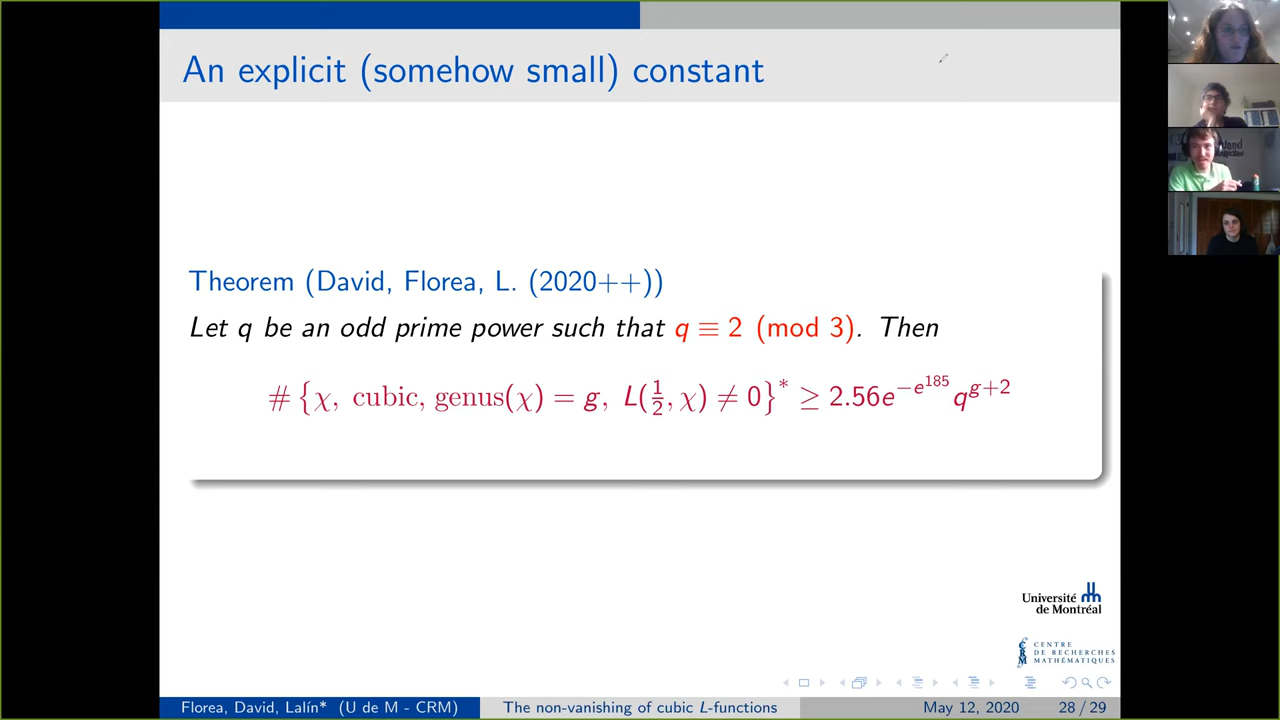 An explicit (somehow small) constant
Theorem (David, Florea, L. (2020++))
Let q be an odd prime power such that q ≡ 2 (mod 3). Then
# {χ, cubic, genus(χ) = g, L(1/2, χ) ≠ 0}* ≥ 2.56e^{-e^{185}} q^{g+2}
Université
de Montréal
CENTRE
DE RECHERCHES
MATHÉMATIQUES
Florea, David, Lalín* (U de M - CRM)
The non-vanishing of cubic L-functions
May 12, 2020
28 / 29